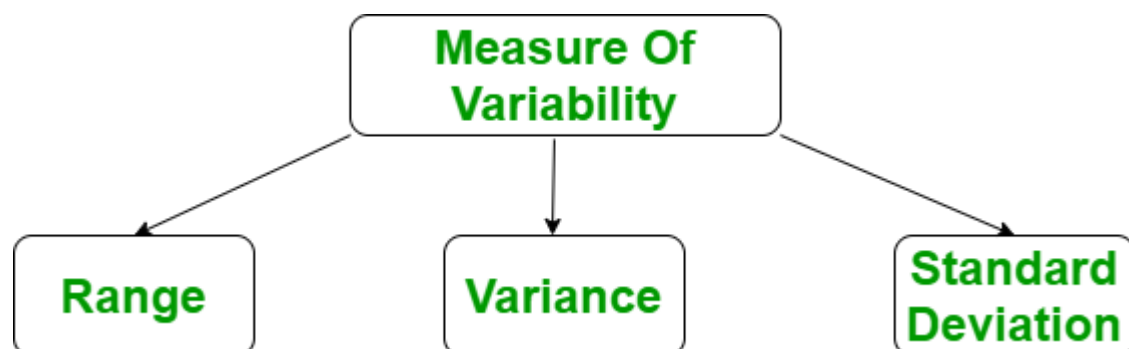 Measure Of
Variability
Range
Variance
Standard
Deviation